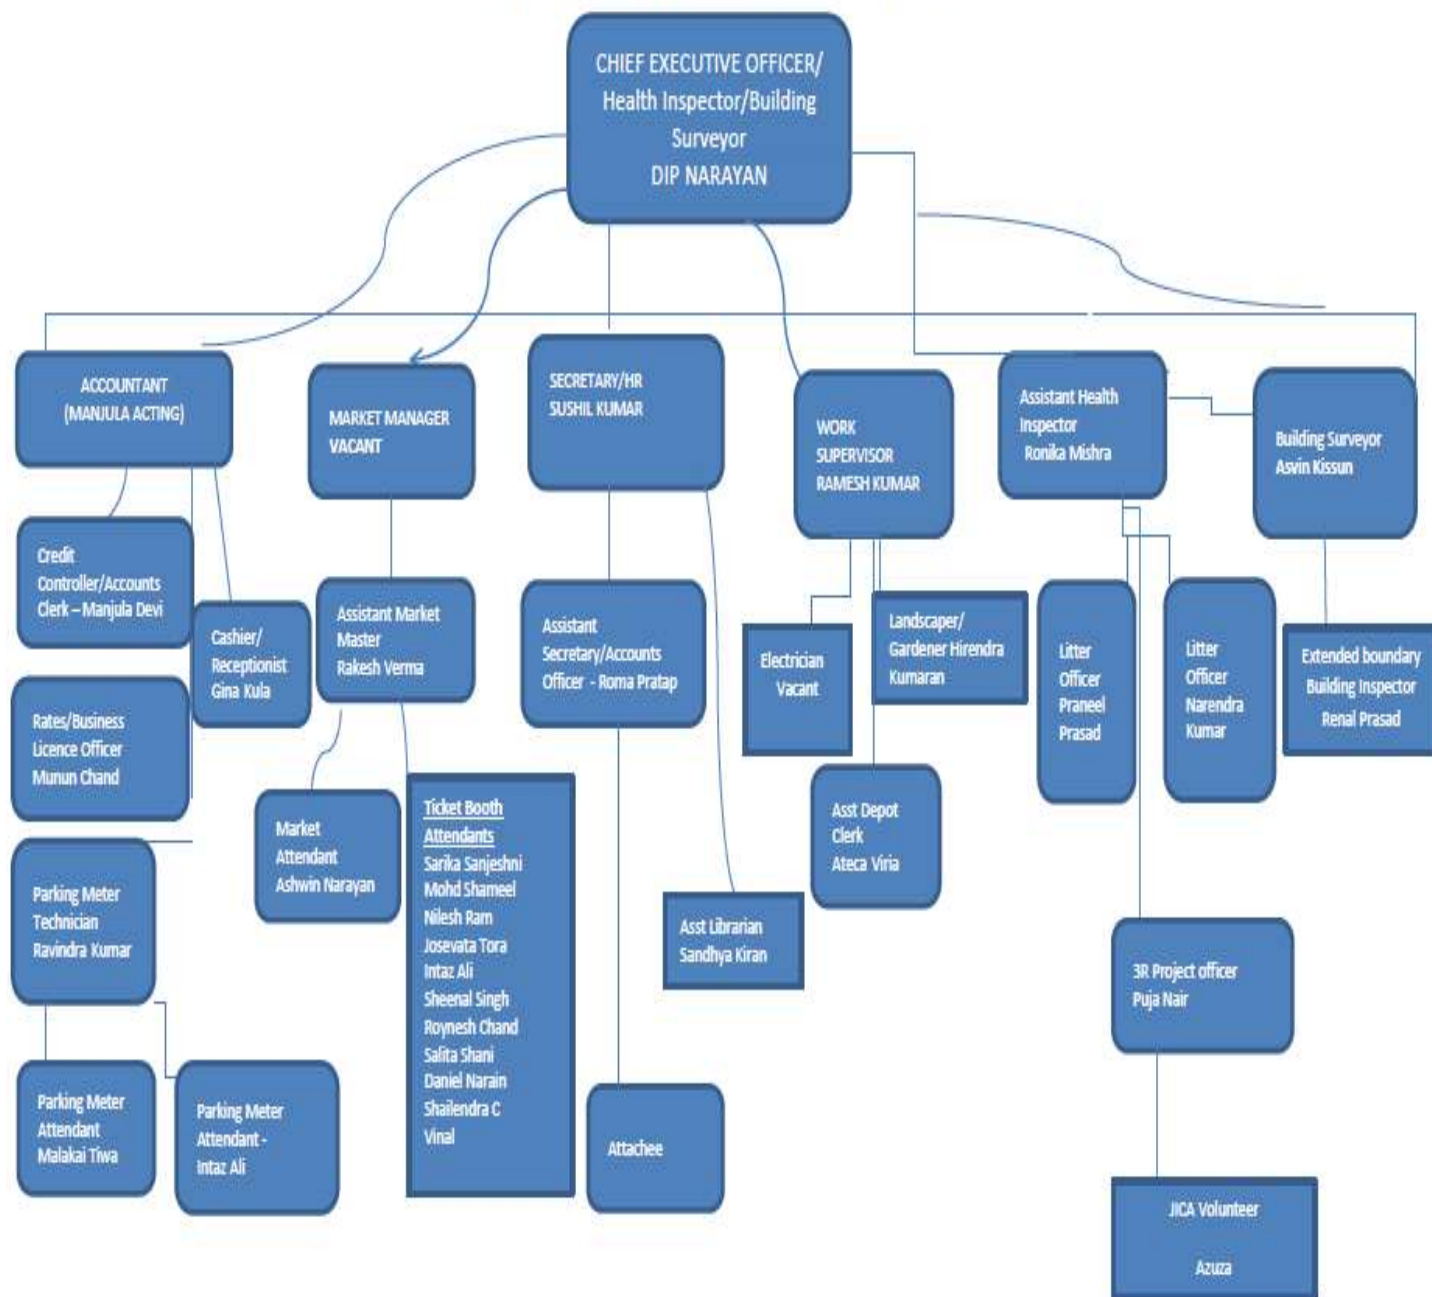 CHIEF EXECUTIVE OFFICER/
Health Inspector/Building
Surveyor
DIP NARAYAN
ACCOUNTANT
(MANJULA ACTING)
MARKET MANAGER
VACANT
SECRETARY/HR
SUSHIL KUMAR
WORK
SUPERVISOR
RAMESH KUMAR
Assistant Health
Inspector
Ronika Mishra
Building Surveyor
Asvin Kissun
Credit
Controller/Accounts
Clerk – Manjula Devi
Cashier/
Receptionist
Gina Kula
Assistant Market
Master
Rakesh Verma
Assistant
Secretary/Accounts
Officer - Roma Pratap
Electrician
Vacant
Landscaper/
Gardener Hirendra
Kumaran
Litter
Officer
Praneel
Prasad
Litter
Officer
Narendra
Kumar
Extended boundary
Building Inspector
Renal Prasad
Rates/Business
Licence Officer
Munun Chand
Market
Attendant
Ashwin Narayan
Ticket Booth
Attendants
Sarika Sanjeshni
Mohd Shameel
Nilesh Ram
Josevata Tora
Intaz Ali
Sheenal Singh
Roynesh Chand
Salita Shani
Daniel Narain
Shailendra C
Vinal
Asst Depot
Clerk
Ateca Viria
Parking Meter
Technician
Ravindra Kumar
Asst Librarian
Sandhya Kiran
3R Project officer
Puja Nair
Parking Meter
Attendant
Malakai Tiwa
Parking Meter
Attendant -
Intaz Ali
Attachee
JICA Volunteer
Azuza